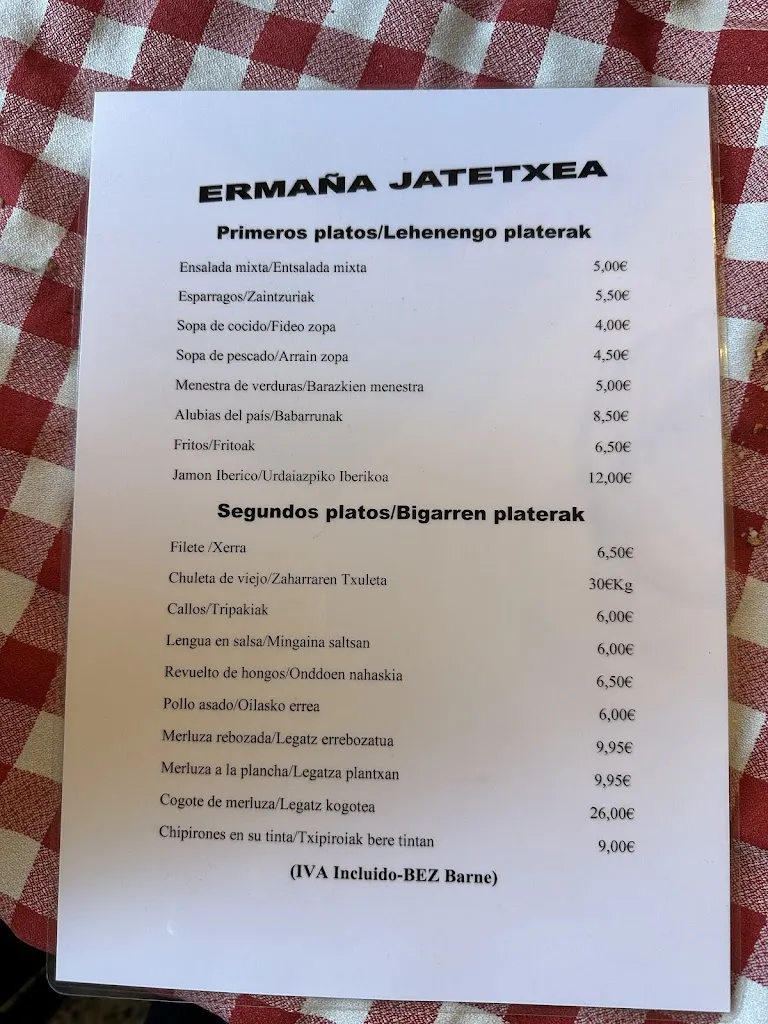 ERMAÑA JATETXEA
Primeros platos/Lehenengo platerak
Ensalada mixta/Entsalada mixta 5,00€
Esparragos/Zaintzuriak 5,50€
Sopa de cocido/Fideo zopa 4,00€
Sopa de pescado/Arrain zopa 4,50€
Menestra de verduras/Barazkien menestra 5,00€
Alubias del país/Babarrunak 8,50€
Fritos/Fritoak 6,50€
Jamon Iberico/Urdaiazpiko Iberikoa 12,00€
Segundos platos/Bigarren platerak
Filete /Xerra 6,50€
Chuleta de viejo/Zaharraren Txuleta 30€Kg
Callos/Tripakiak 6,00€
Lengua en salsa/Mingaina saltsan 6,00€
Revuelto de hongos/Onddoen nahaskia 6,50€
Pollo asado/Oilasko errea 6,00€
Merluza rebozada/Legatz errebozatua 9,95€
Merluza a la plancha/Legatza plantxan 9,95€
Cogote de merluza/Legatz kogotea 26,00€
Chipirones en su tinta/Txipiroiak bere tintan 9,00€
(IVA Incluido-BEZ Barne)